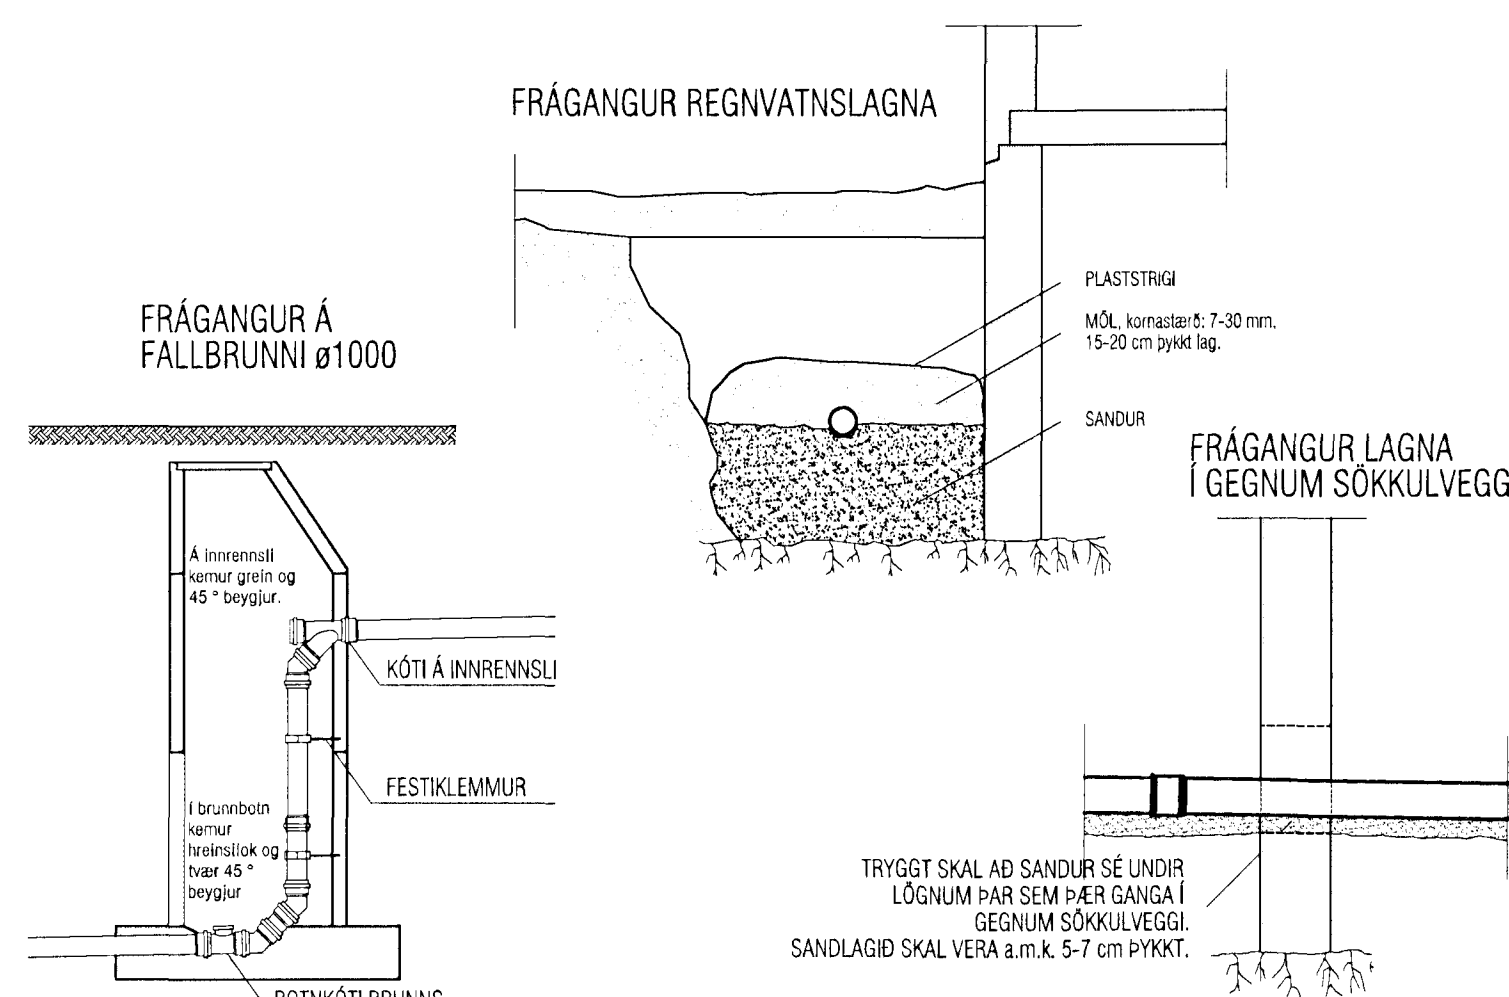 FRÁGANGUR REGNVATNSLAGNA
PLASTSTRIGI
MÖL, kornastærð: 7-30 mm,
15-20 cm þykkt lag.
SANDUR
FRÁGANGUR Á
FALLBRUNNI ø1000
Á innrennsli
kemur grein og
45 ° beygjur.
KÓTI Á INNRENNSLI
FESTIKLEMMUR
Í brunnbotn
kemur
hreinsilok og
tvær 45 °
beygjur
BOTNKÓTI BRUNNS
FRÁGANGUR LAGNA
Í GEGNUM SÖKKULVEGG
TRYGGT SKAL AÐ SANDUR SÉ UNDIR
LÖGNUM ÞAR SEM ÞÆR GANGA Í
GEGNUM SÖKKULVEGGI.
SANDLAGIÐ SKAL VERA a.m.k. 5-7 cm ÞYKKT.